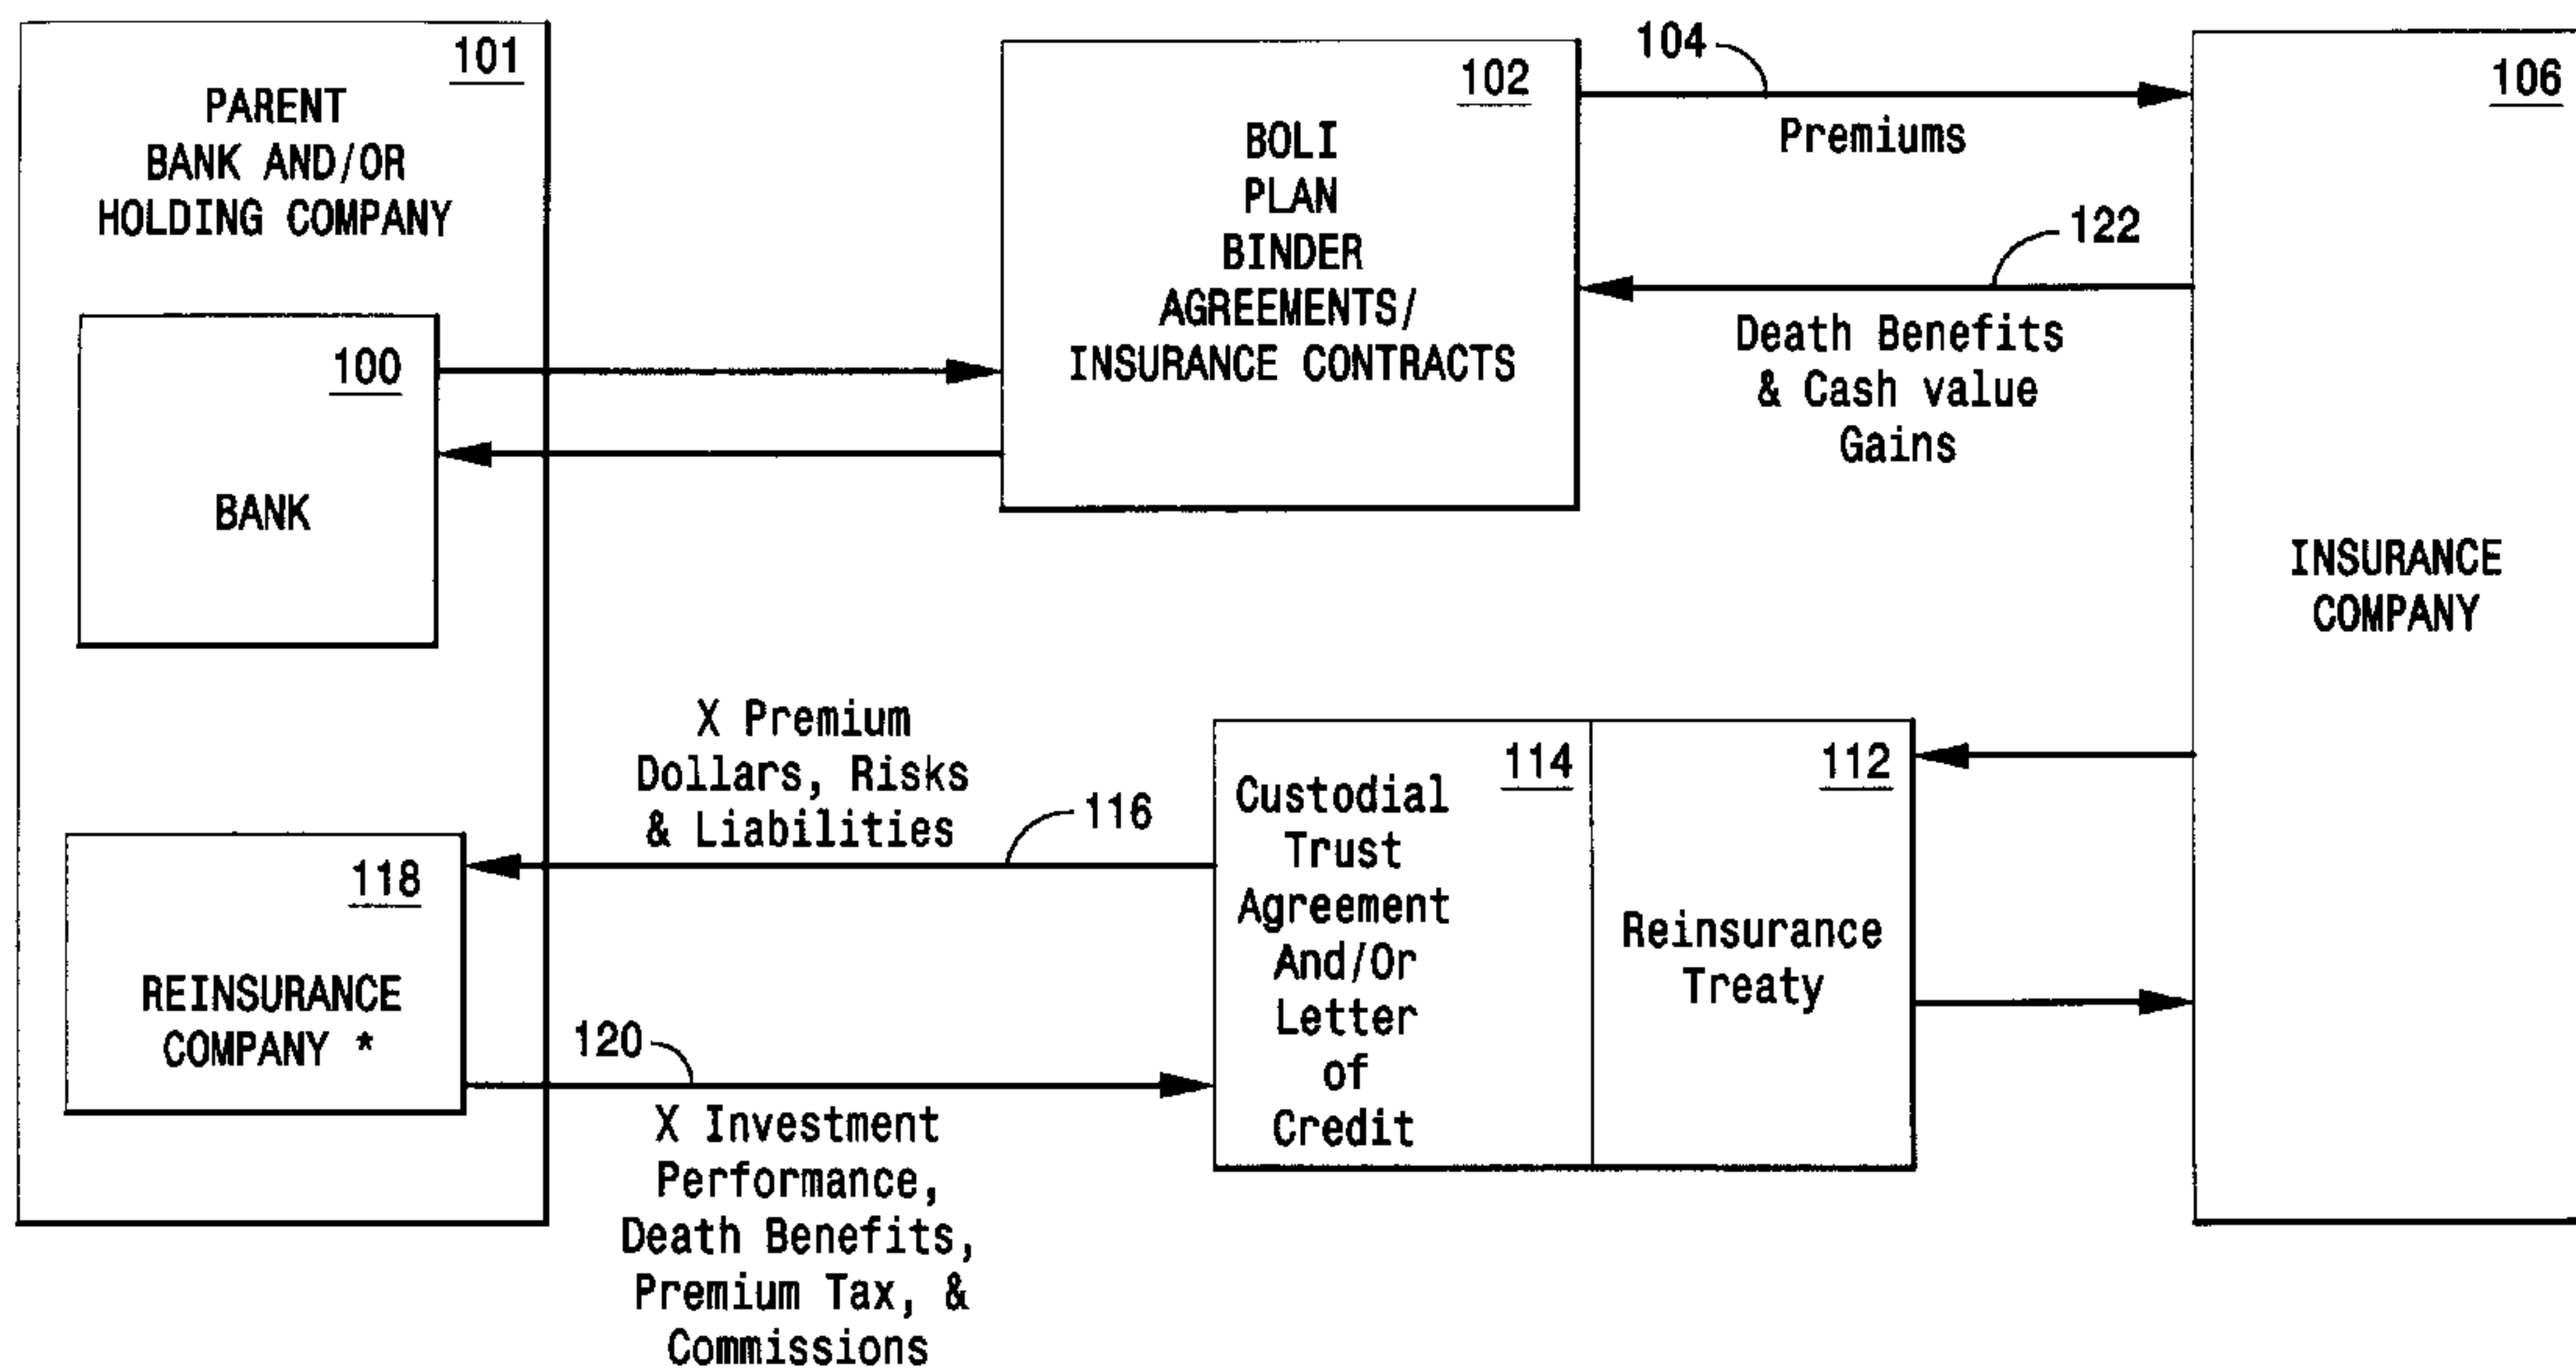 101
PARENT
BANK AND/OR
HOLDING COMPANY
100
BANK
118
REINSURANCE
COMPANY *
102
BOLI
PLAN
BINDER
AGREEMENTS/
INSURANCE CONTRACTS
104
Premiums
122
Death Benefits
& Cash value
Gains
106
INSURANCE
COMPANY
X Premium
Dollars, Risks
& Liabilities
116
120
X Investment
Performance,
Death Benefits,
Premium Tax, &
Commissions
114
Custodial
Trust
Agreement
And/Or
Letter
of
Credit
112
Reinsurance
Treaty